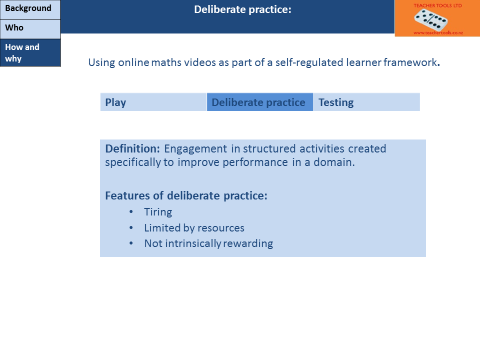 Background
Who
How and
why
Deliberate practice:
TEACHER TOOLS LTD
Using online maths videos as part of a self-regulated learner framework.
Play
Deliberate practice
Testing
Definition: Engagement in structured activities created
specifically to improve performance in a domain.
Features of deliberate practice:
• Tiring
• Limited by resources
• Not intrinsically rewarding